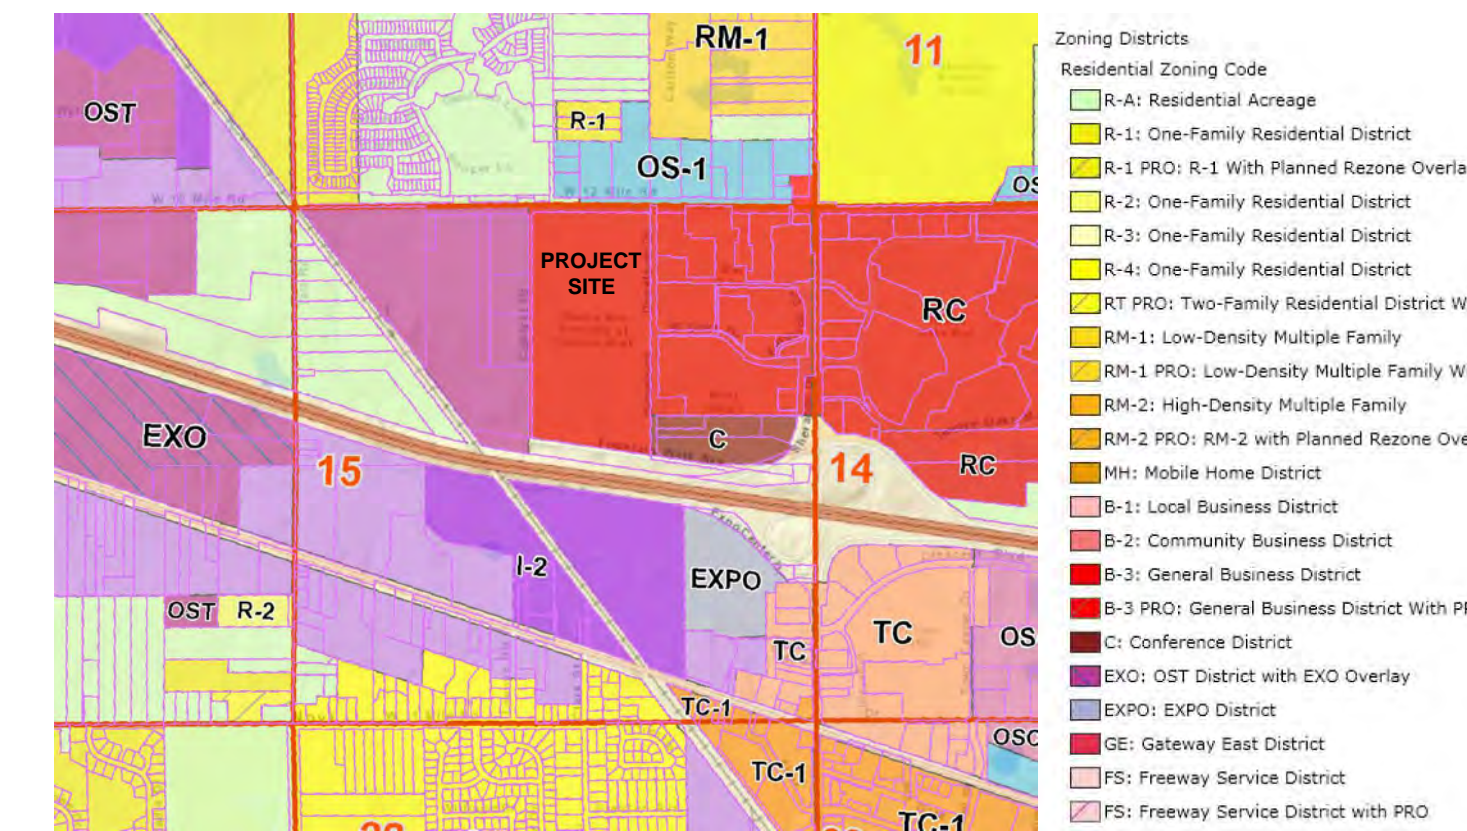 RM-1
11
OST
R-1
OS-1
OS
W 12 Mile Rd
PROJECT
SITE
RC
EXO
C
15
14
RC
I-2
EXPO
OST R-2
TC
TC
OS
TC-1
OSC
TC-1
TC-1
Zoning Districts
Residential Zoning Code
R-A: Residential Acreage
R-1: One-Family Residential District
R-1 PRO: R-1 With Planned Rezone Overla
R-2: One-Family Residential District
R-3: One-Family Residential District
R-4: One-Family Residential District
RT PRO: Two-Family Residential District W
RM-1: Low-Density Multiple Family
RM-1 PRO: Low-Density Multiple Family W
RM-2: High-Density Multiple Family
RM-2 PRO: RM-2 with Planned Rezone Ove
MH: Mobile Home District
B-1: Local Business District
B-2: Community Business District
B-3: General Business District
B-3 PRO: General Business District With PR
C: Conference District
EXO: OST District with EXO Overlay
EXPO: EXPO District
GE: Gateway East District
FS: Freeway Service District
FS: Freeway Service District with PRO